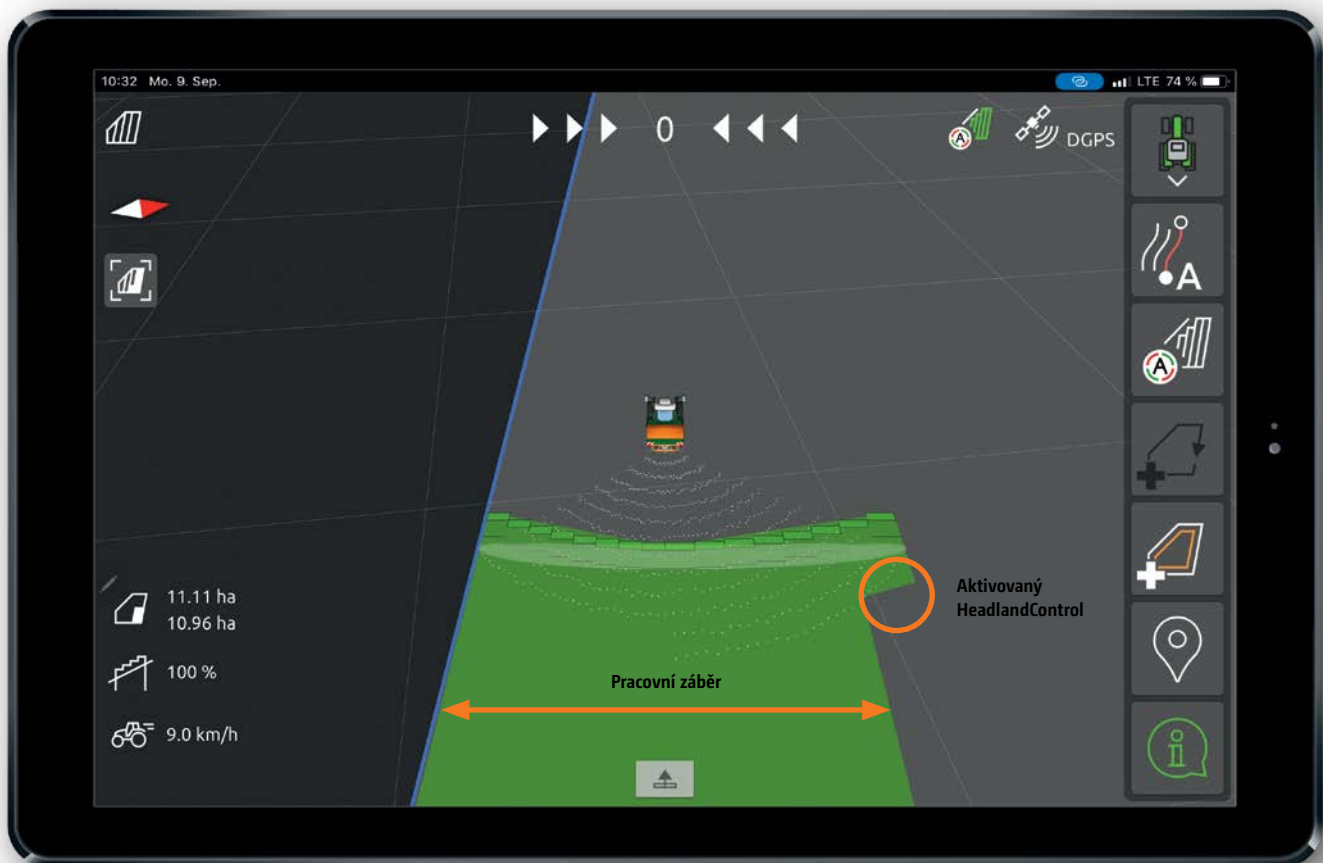 10:32 Mo. 9. Sep.
LTE 74 %
0
DGPS
A
A
A
11.11 ha
10.96 ha
100 %
9.0 km/h
Aktivovaný
HeadlandControl
Pracovní záběr
i